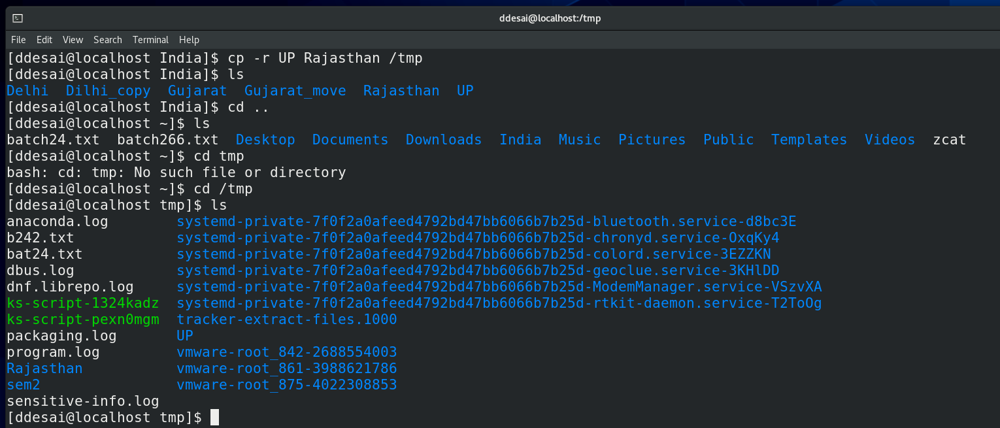 ddesai@localhost:/tmp
File Edit View Search Terminal Help
[ddesai@localhost India]$ cp -r UP Rajasthan /tmp
[ddesai@localhost India]$ ls
Delhi  Dilhi_copy  Gujarat  Gujarat_move  Rajasthan  UP
[ddesai@localhost India]$ cd ..
[ddesai@localhost ~]$ ls
batch24.txt  batch266.txt  Desktop  Documents  Downloads  India  Music  Pictures  Public  Templates  Videos  zcat
[ddesai@localhost ~]$ cd tmp
bash: cd: tmp: No such file or directory
[ddesai@localhost ~]$ cd /tmp
[ddesai@localhost tmp]$ ls
anaconda.log        systemd-private-7f0f2a0afeed4792bd47bb6066b7b25d-bluetooth.service-d8bc3E
b242.txt            systemd-private-7f0f2a0afeed4792bd47bb6066b7b25d-chronyd.service-OxqKy4
bat24.txt           systemd-private-7f0f2a0afeed4792bd47bb6066b7b25d-colord.service-3EZZKN
dbus.log            systemd-private-7f0f2a0afeed4792bd47bb6066b7b25d-geoclue.service-3KHlDD
dnf.librepo.log     systemd-private-7f0f2a0afeed4792bd47bb6066b7b25d-ModemManager.service-VSzvXA
ks-script-1324kadz  systemd-private-7f0f2a0afeed4792bd47bb6066b7b25d-rtkit-daemon.service-T2ToOg
ks-script-pexn0mgm  tracker-extract-files.1000
packaging.log       UP
program.log         vmware-root_842-2688554003
Rajasthan           vmware-root_861-3988621786
sem2                vmware-root_875-4022308853
sensitive-info.log
[ddesai@localhost tmp]$